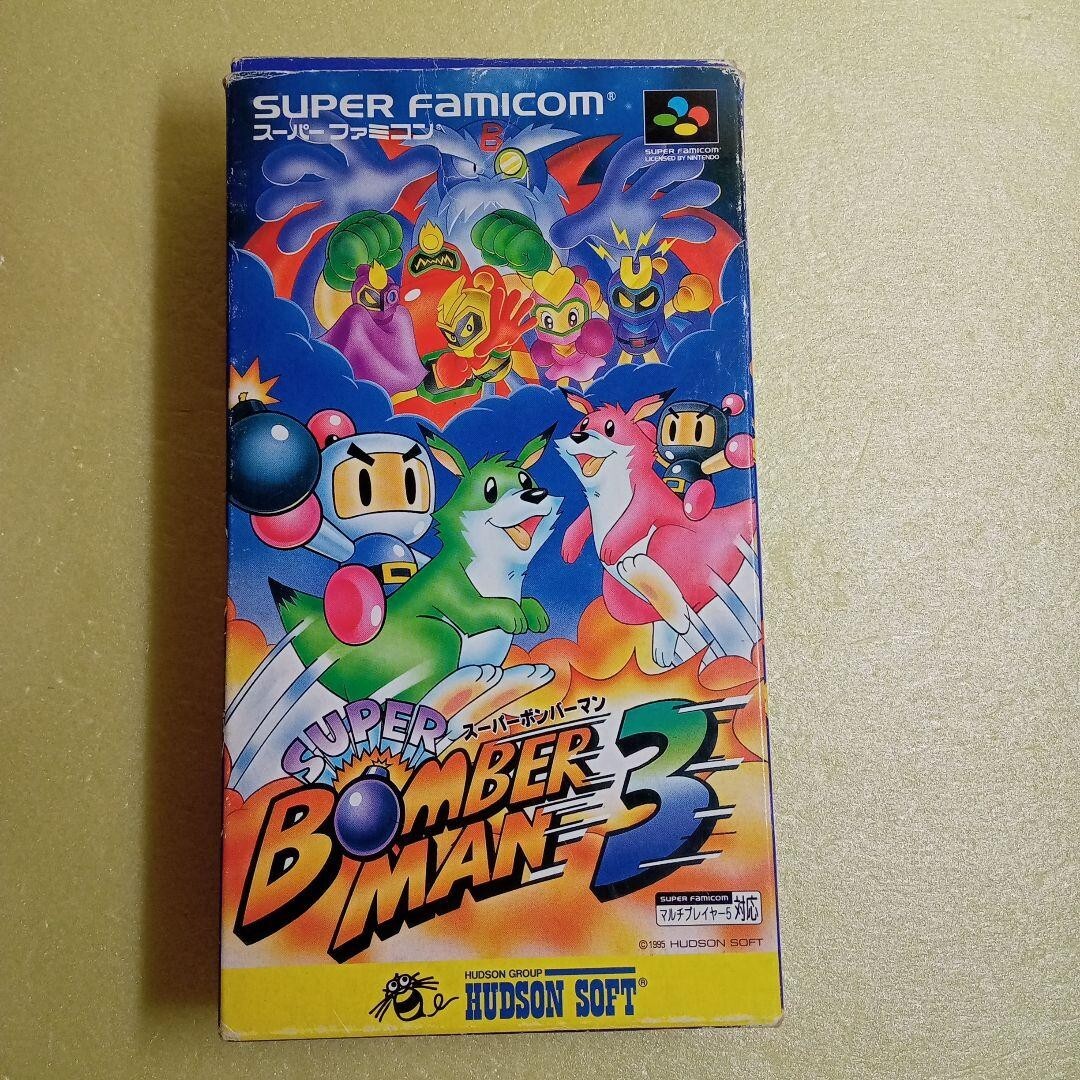 SUPER FAMICOM®
スーパーファミコン®
SUPER FAMICOM
LICENSED BY NINTENDO
B
U
SUPER
スーパーボンバーマン
BOMBER
MAN
3
SUPER FAMICOM
マルチプレイヤー5 対応
©1995 HUDSON SOFT
HUDSON GROUP
HUDSON SOFT®